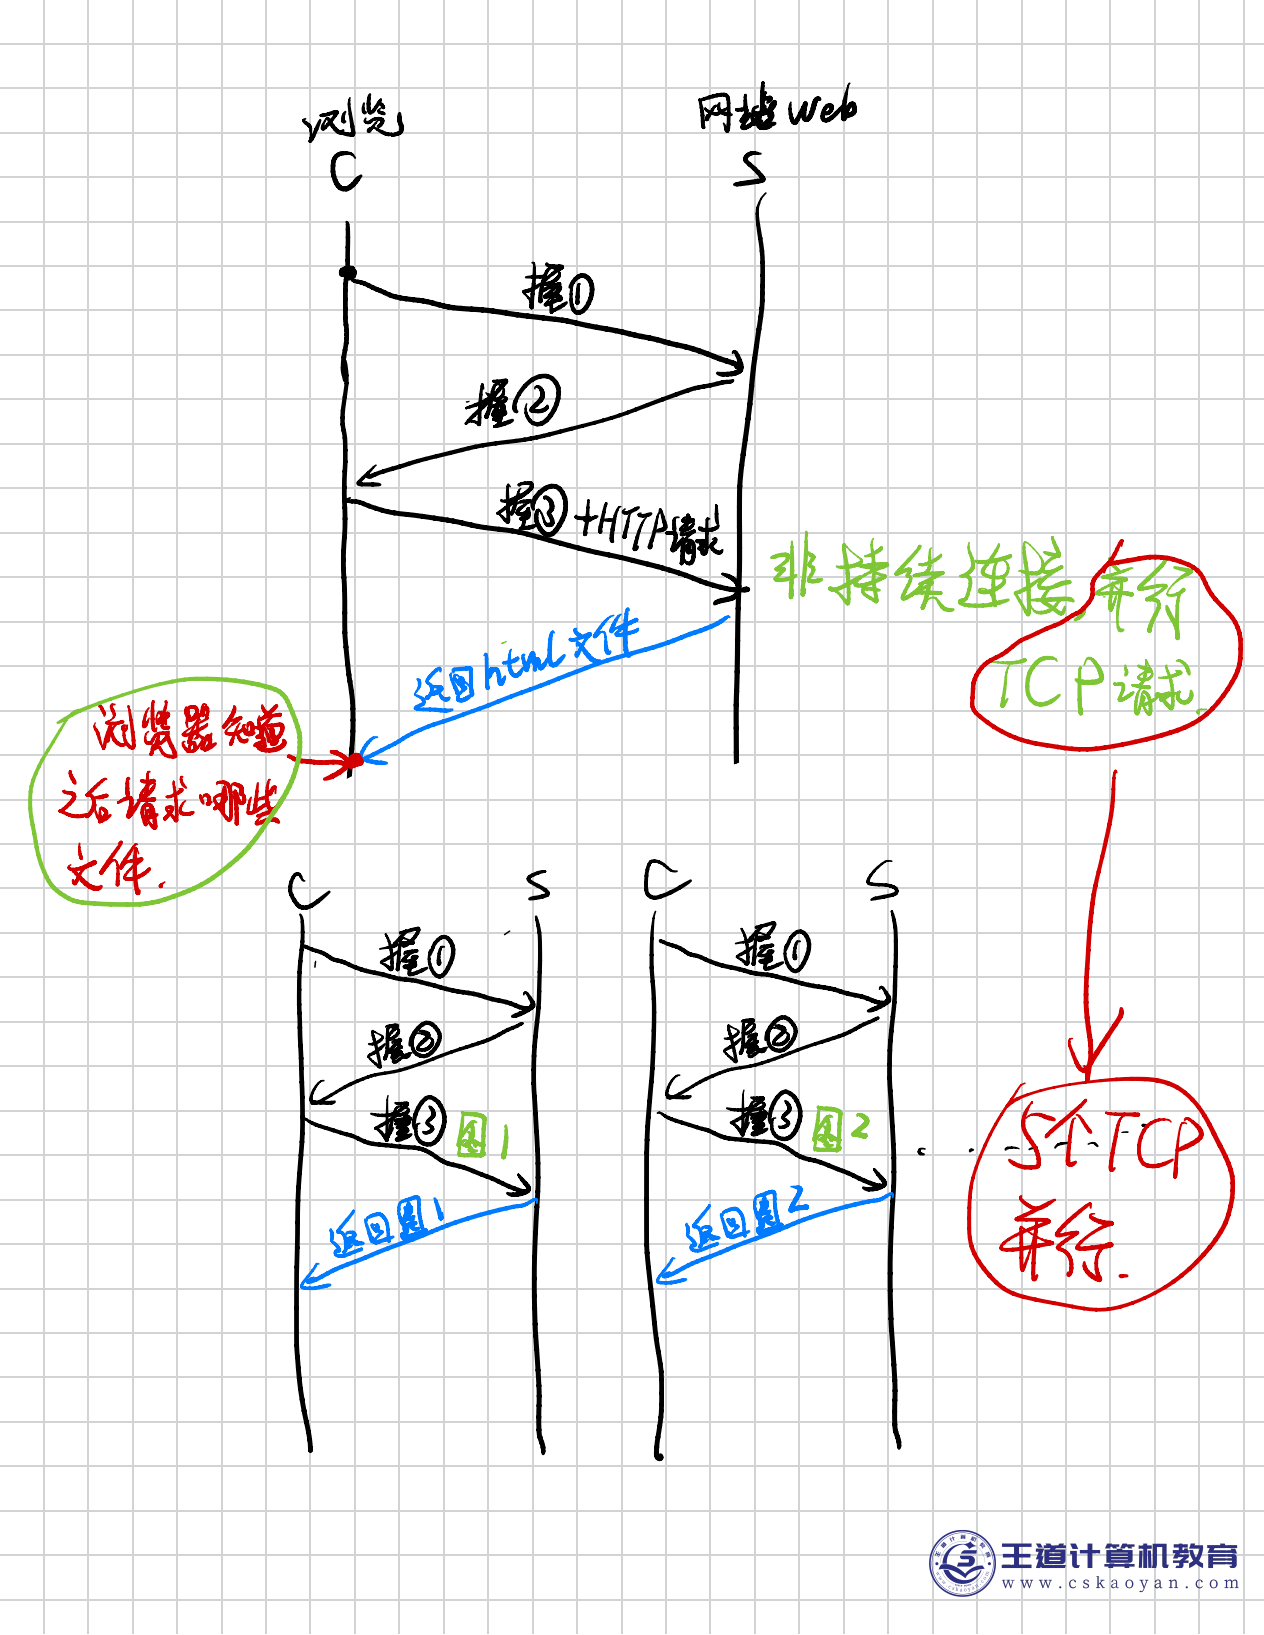 浏览
C
网站Web
S
握①
握②
握③+HTTP请求
非持续连接,并行
TCP请求.
返回html文件
浏览器知道
之后请求哪些
文件.
C
S
C
S
握①
握②
握③图1
返回图1
握①
握②
握③图2
返回图2
......
5个TCP
并行.
王道计算机教育
www.cskaoyan.com